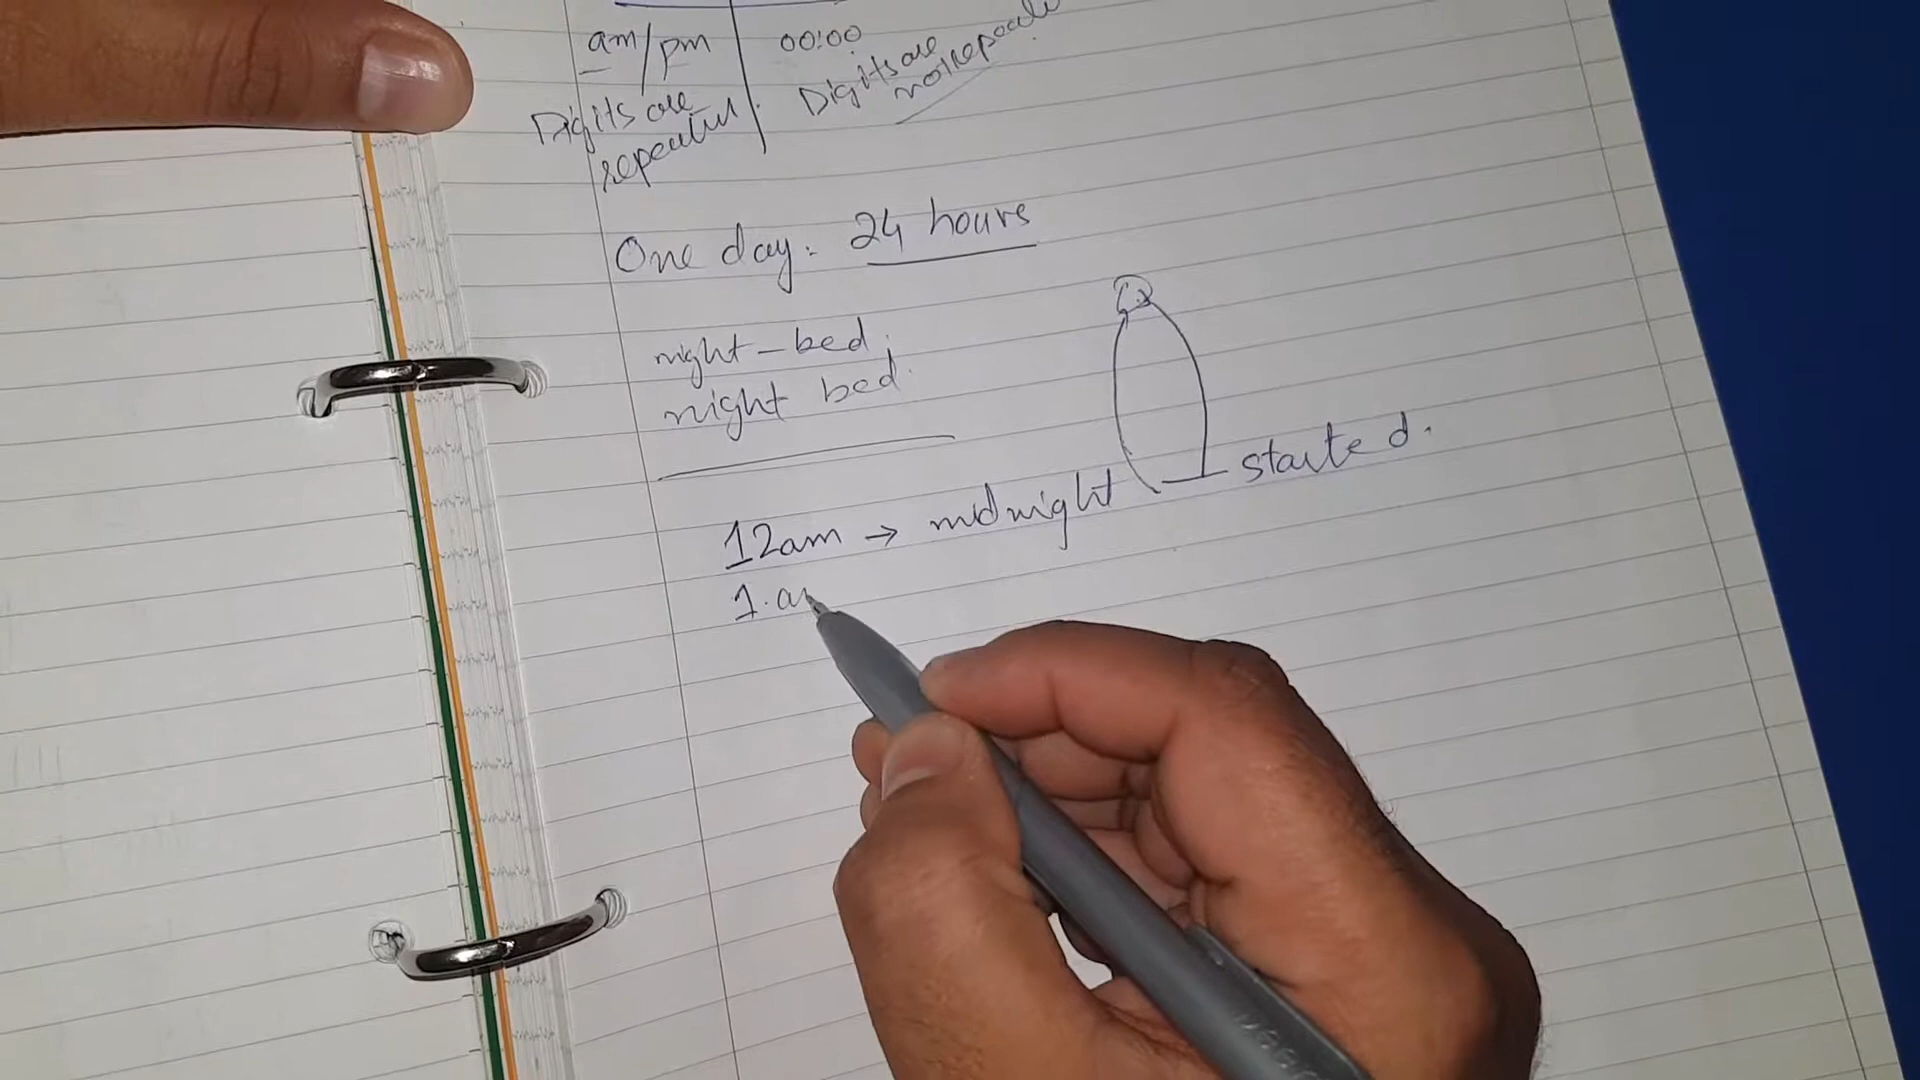 am/pm
00:00
Digits are
repeated.
Digits are
not repeated
One day. 24 hours
night-bed.
night bed.
12am → midnight
started.
1.am